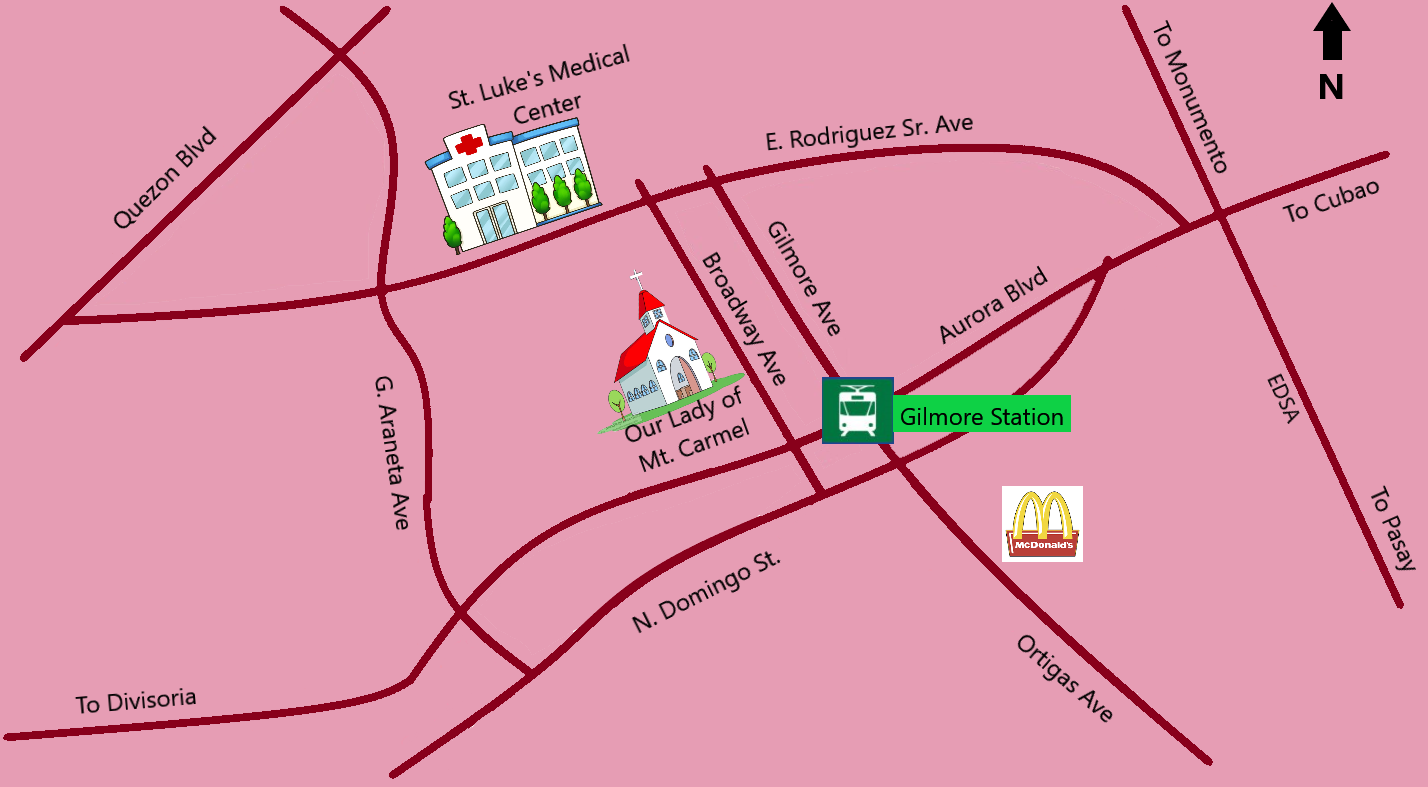 St. Luke's Medical
Center
E. Rodriguez Sr. Ave
To Monumento
N
Quezon Blvd
To Cubao
Gilmore Ave
Broadway Ave
Aurora Blvd
G. Araneta Ave
EDSA
Gilmore Station
Our Lady of
Mt. Carmel
To Pasay
McDonald's
N. Domingo St.
Ortigas Ave
To Divisoria